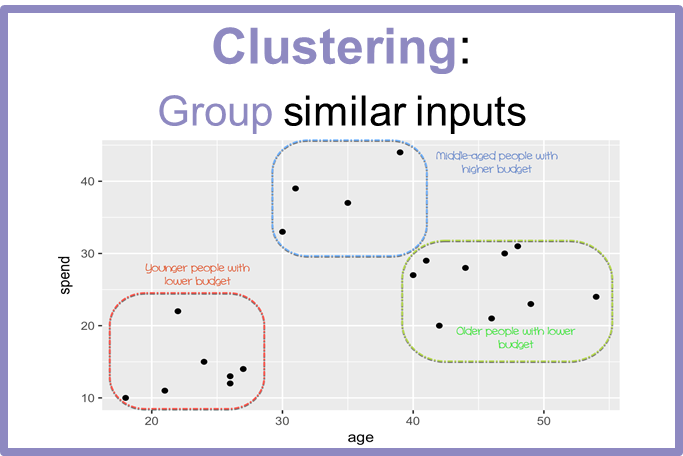 Clustering:
Group similar inputs
Middle-aged people with
higher budget
40
30
Younger people with
lower budget
spend
20
Older people with lower
budget
10
20
30
40
50
age